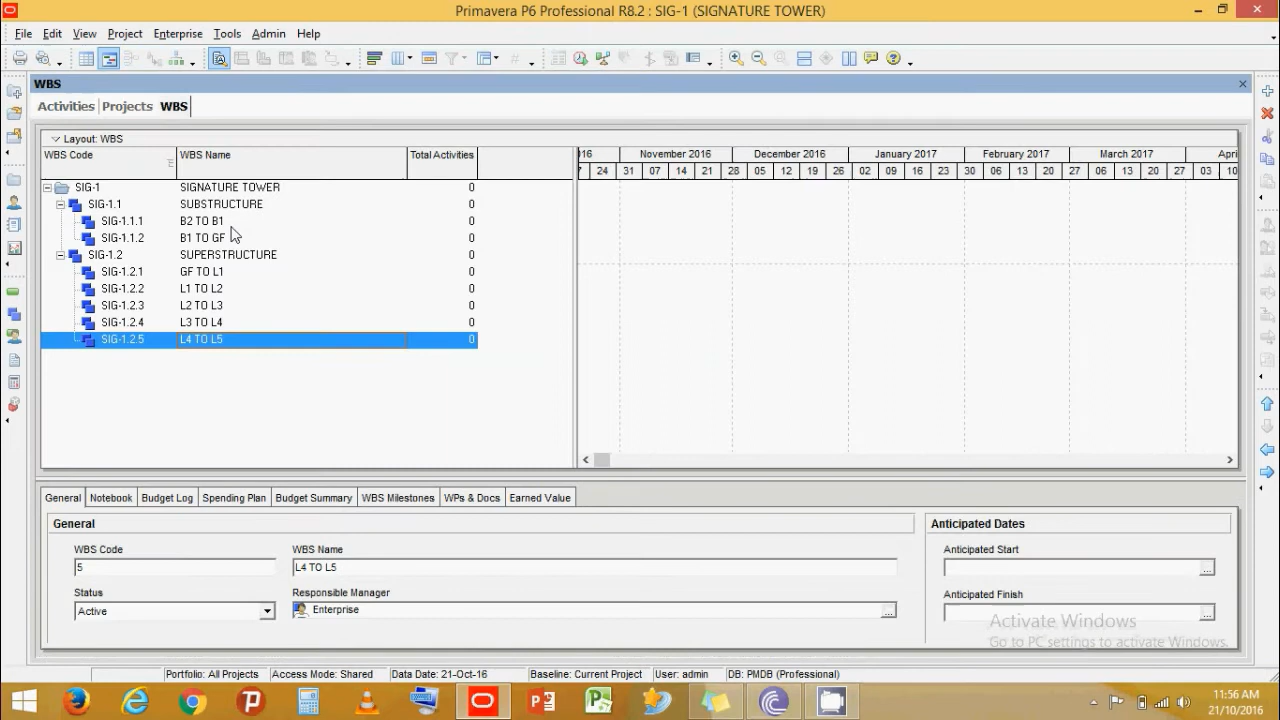 Primavera P6 Professional R8.2 : SIG-1 (SIGNATURE TOWER)
File Edit View Project Enterprise Tools Admin Help
WBS
Activities Projects WBS
Layout: WBS
WBS Code WBS Name Total Activities
November 2016 December 2016 January 2017 February 2017 March 2017
24 31 07 14 21 28 05 12 19 26 02 09 16 23 30 06 13 20 27 06 13 20 27 03 10
SIG-1 SIGNATURE TOWER 0
SIG-1.1 SUBSTRUCTURE 0
SIG-1.1.1 B2 TO B1 0
SIG-1.1.2 B1 TO GF 0
SIG-1.2 SUPERSTRUCTURE 0
SIG-1.2.1 GF TO L1 0
SIG-1.2.2 L1 TO L2 0
SIG-1.2.3 L2 TO L3 0
SIG-1.2.4 L3 TO L4 0
SIG-1.2.5 L4 TO L5 0
General Notebook Budget Log Spending Plan Budget Summary WBS Milestones WPs & Docs Earned Value
General
Anticipated Dates
WBS Code WBS Name Anticipated Start
5 L4 TO L5
Status Responsible Manager Anticipated Finish
Active Enterprise
Activate Windows
Go to PC settings to activate Windows.
Portfolio: All Projects Access Mode: Shared Data Date: 21-Oct-16 Baseline: Current Project User: admin DB: PMDB (Professional)
11:56 AM
21/10/2016